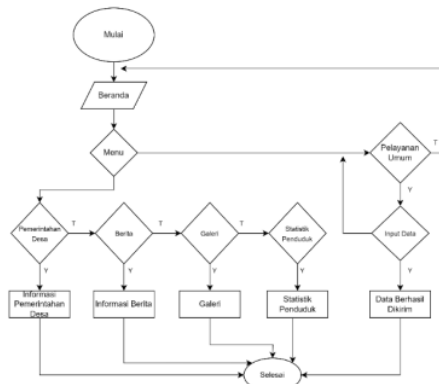 Mulai
Beranda
Menu
Pelayanan
Umum
T
Y
Pemerintahan
Desa
T
Berita
T
Galeri
T
Statistik
Penduduk
Input Data
T
Y
Y
Y
Y
Y
Informasi
Pemerintahan
Desa
Informasi Berita
Galeri
Statistik
Penduduk
Data Berhasil
Dikirim
Selesai